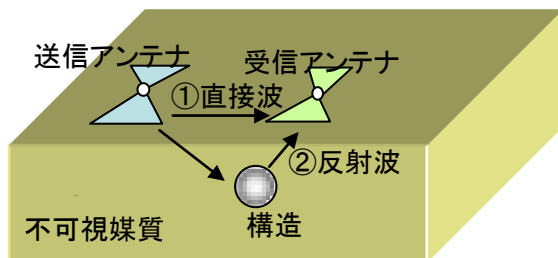 送信アンテナ
受信アンテナ
①直接波
②反射波
構造
不可視媒質